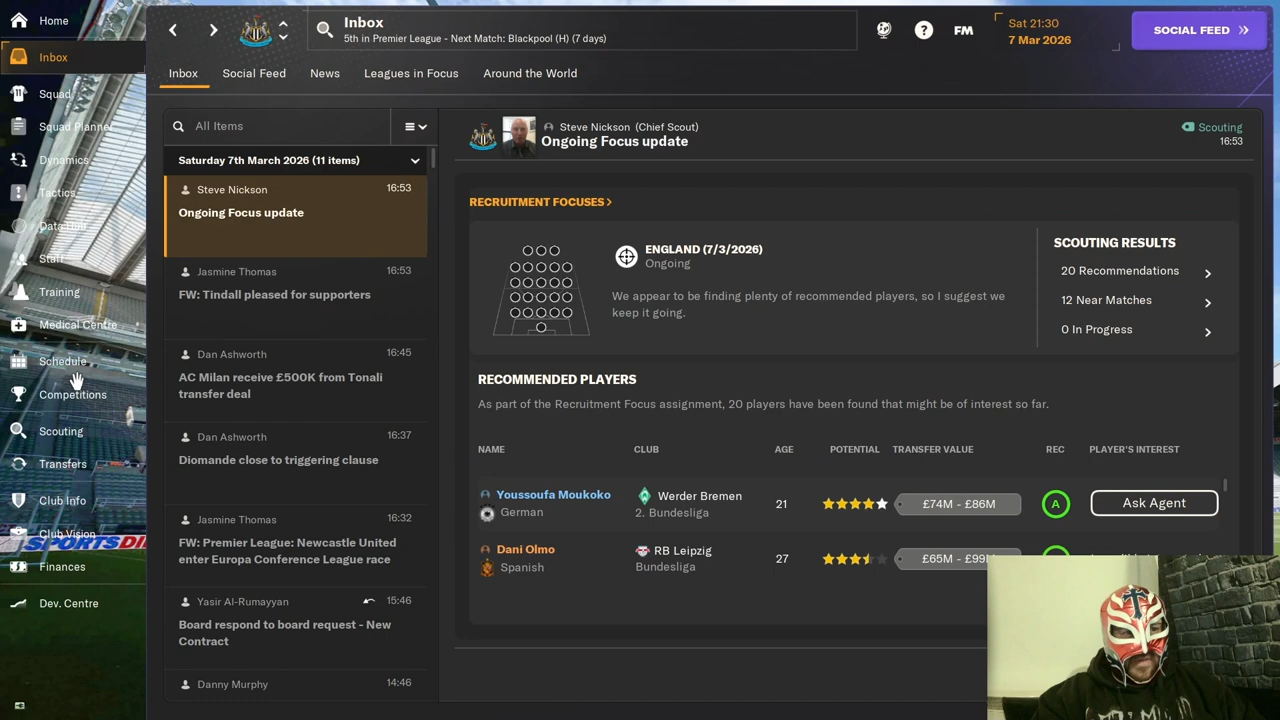 Home
Inbox
5th in Premier League - Next Match: Blackpool (H) (7 days)
FM
Sat 21:30
7 Mar 2026
SOCIAL FEED
Inbox
Squad
Squad Planner
Dynamics
Tactics
Data Hub
Staff
Training
Medical Centre
Schedule
Competitions
Scouting
Transfers
Club Info
Club Vision
SPORTSDIRECT
Finances
Dev. Centre
Inbox
Social Feed
News
Leagues in Focus
Around the World
All Items
Saturday 7th March 2026 (11 items)
Steve Nickson 16:53
Ongoing Focus update
Jasmine Thomas 16:53
FW: Tindall pleased for supporters
Dan Ashworth 16:45
AC Milan receive £500K from Tonali
transfer deal
Dan Ashworth 16:37
Diomande close to triggering clause
Jasmine Thomas 16:32
FW: Premier League: Newcastle United
enter Europa Conference League race
Yasir Al-Rumayyan 15:46
Board respond to board request - New
Contract
Danny Murphy 14:46
Steve Nickson (Chief Scout)
Ongoing Focus update
Scouting
16:53
RECRUITMENT FOCUSES >
ENGLAND (7/3/2026)
Ongoing
We appear to be finding plenty of recommended players, so I suggest we
keep it going.
SCOUTING RESULTS
20 Recommendations
12 Near Matches
0 In Progress
RECOMMENDED PLAYERS
As part of the Recruitment Focus assignment, 20 players have been found that might be of interest so far.
NAME CLUB AGE POTENTIAL TRANSFER VALUE REC PLAYER'S INTEREST
Youssoufa Moukoko Werder Bremen 21 £74M - £86M A Ask Agent
German 2. Bundesliga
Dani Olmo RB Leipzig 27 £65M - £99M
Spanish Bundesliga